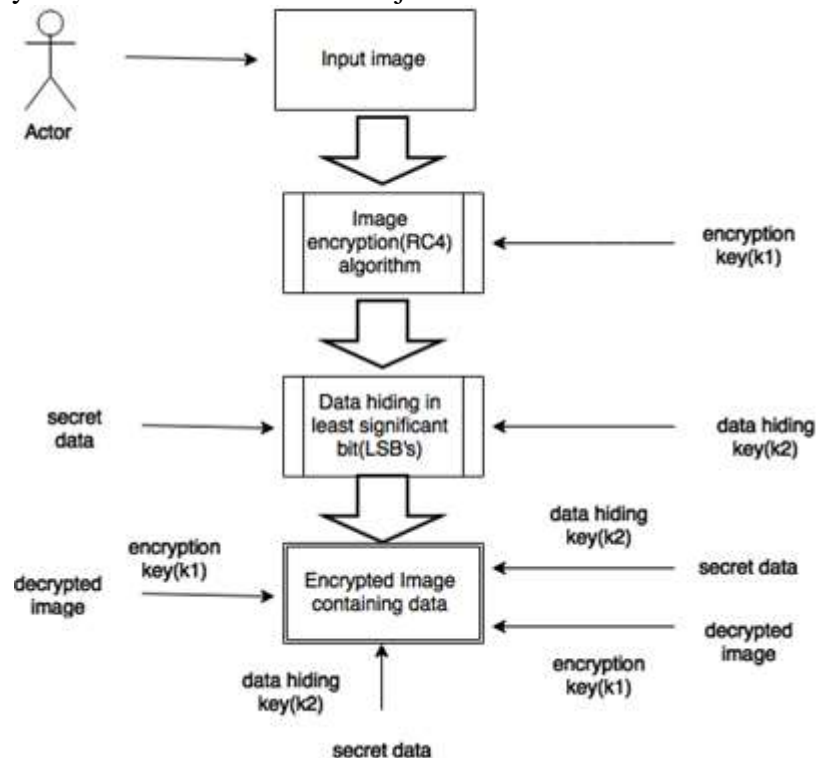 Input image
Actor
Image
encryption(RC4)
algorithm
encryption
key(k1)
secret
data
Data hiding in
least significant
bit(LSB's)
data hiding
key(k2)
encryption
key(k1)
decrypted
image
Encrypted Image
containing data
data hiding
key(k2)
secret data
decrypted
image
encryption
key(k1)
data hiding
key(k2)
secret data